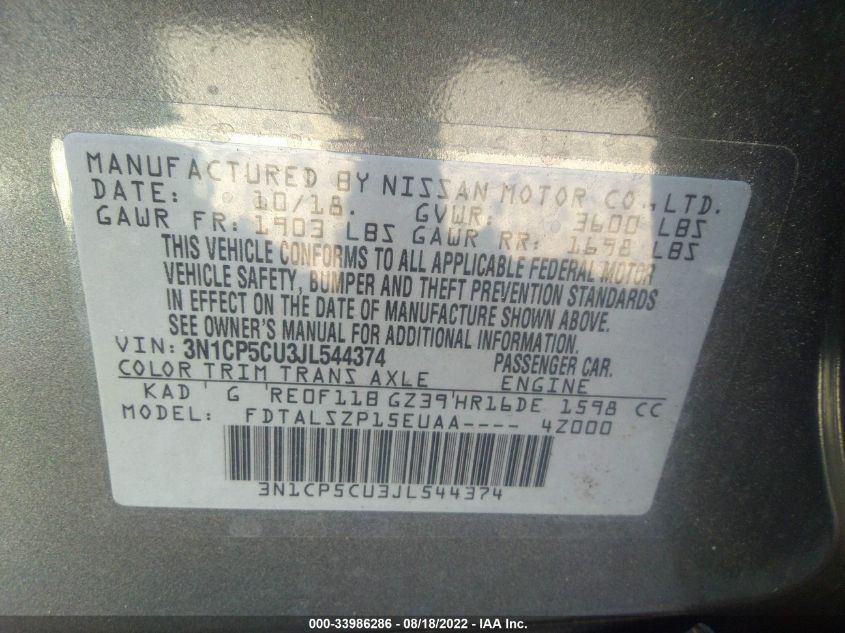 MANUFACTURED BY NISSAN MOTOR CO.,LTD.
DATE: 10/18. GVWR: 3600 LBS
GAWR FR: 1903 LBS GAWR RR: 1698 LBS
THIS VEHICLE CONFORMS TO ALL APPLICABLE FEDERAL MOTOR
VEHICLE SAFETY, BUMPER AND THEFT PREVENTION STANDARDS
IN EFFECT ON THE DATE OF MANUFACTURE SHOWN ABOVE.
SEE OWNER'S MANUAL FOR ADDITIONAL INFORMATION.
VIN: 3N1CP5CU3JL544374 PASSENGER CAR.
COLOR TRIM TRANS AXLE ENGINE
KAD ' G 'RE0F11B GZ39'HR16DE 1598 CC
MODEL: FDTALSZP15EUAA---- 4Z000
3N1CP5CU3JL544374
000-33986286 - 08/18/2022 - IAA Inc.